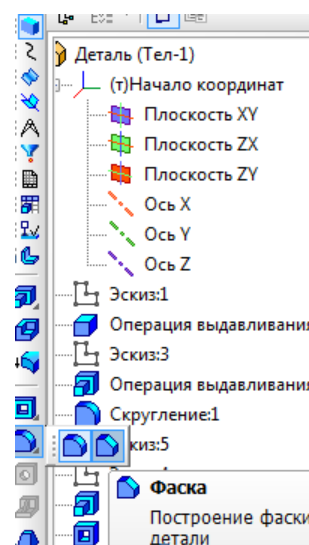 Деталь (Тел-1)
(т)Начало координат
Плоскость XY
Плоскость ZX
Плоскость ZY
Ось X
Ось Y
Ось Z
Эскиз:1
Операция выдавливания
Эскиз:3
Операция выдавливания
Скругление:1
киз:5
Фаска
Построение фаски
детали